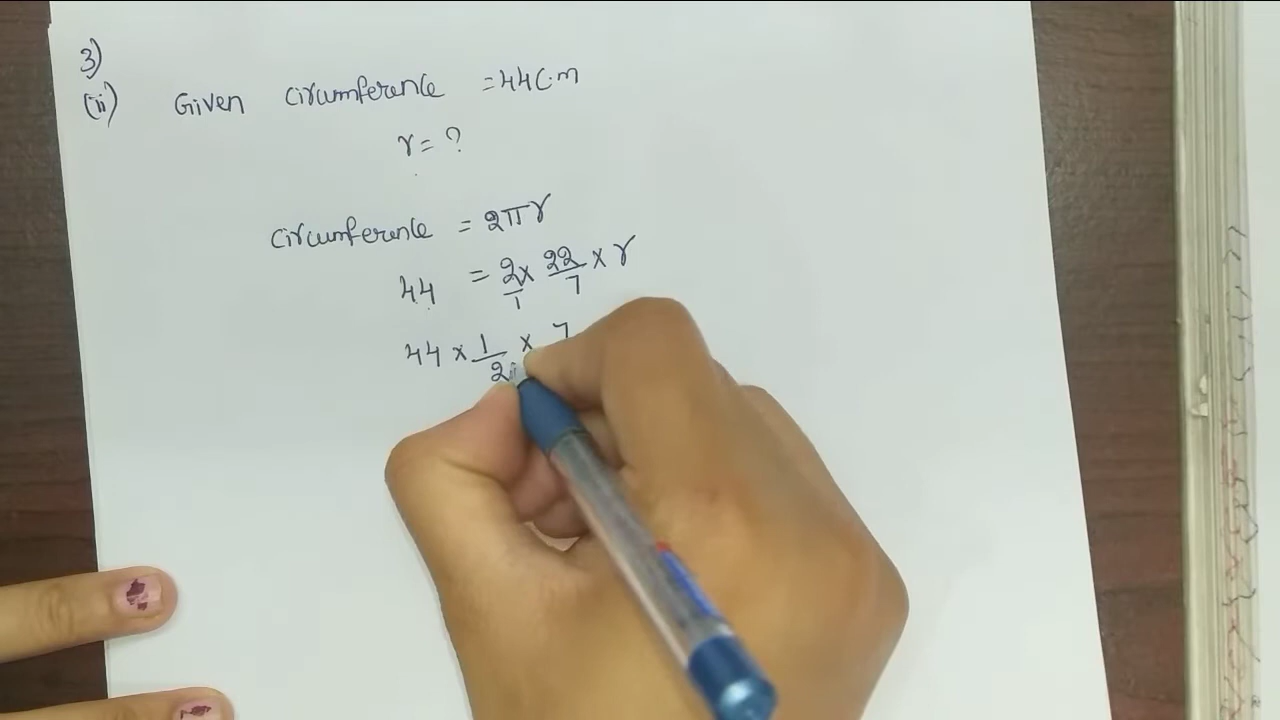 3)
(ii) Given circumference = 44 C.m
r = ?
circumference = 2πr
44 = 2/1 × 22/7 × r
44 × 1/2 × 7